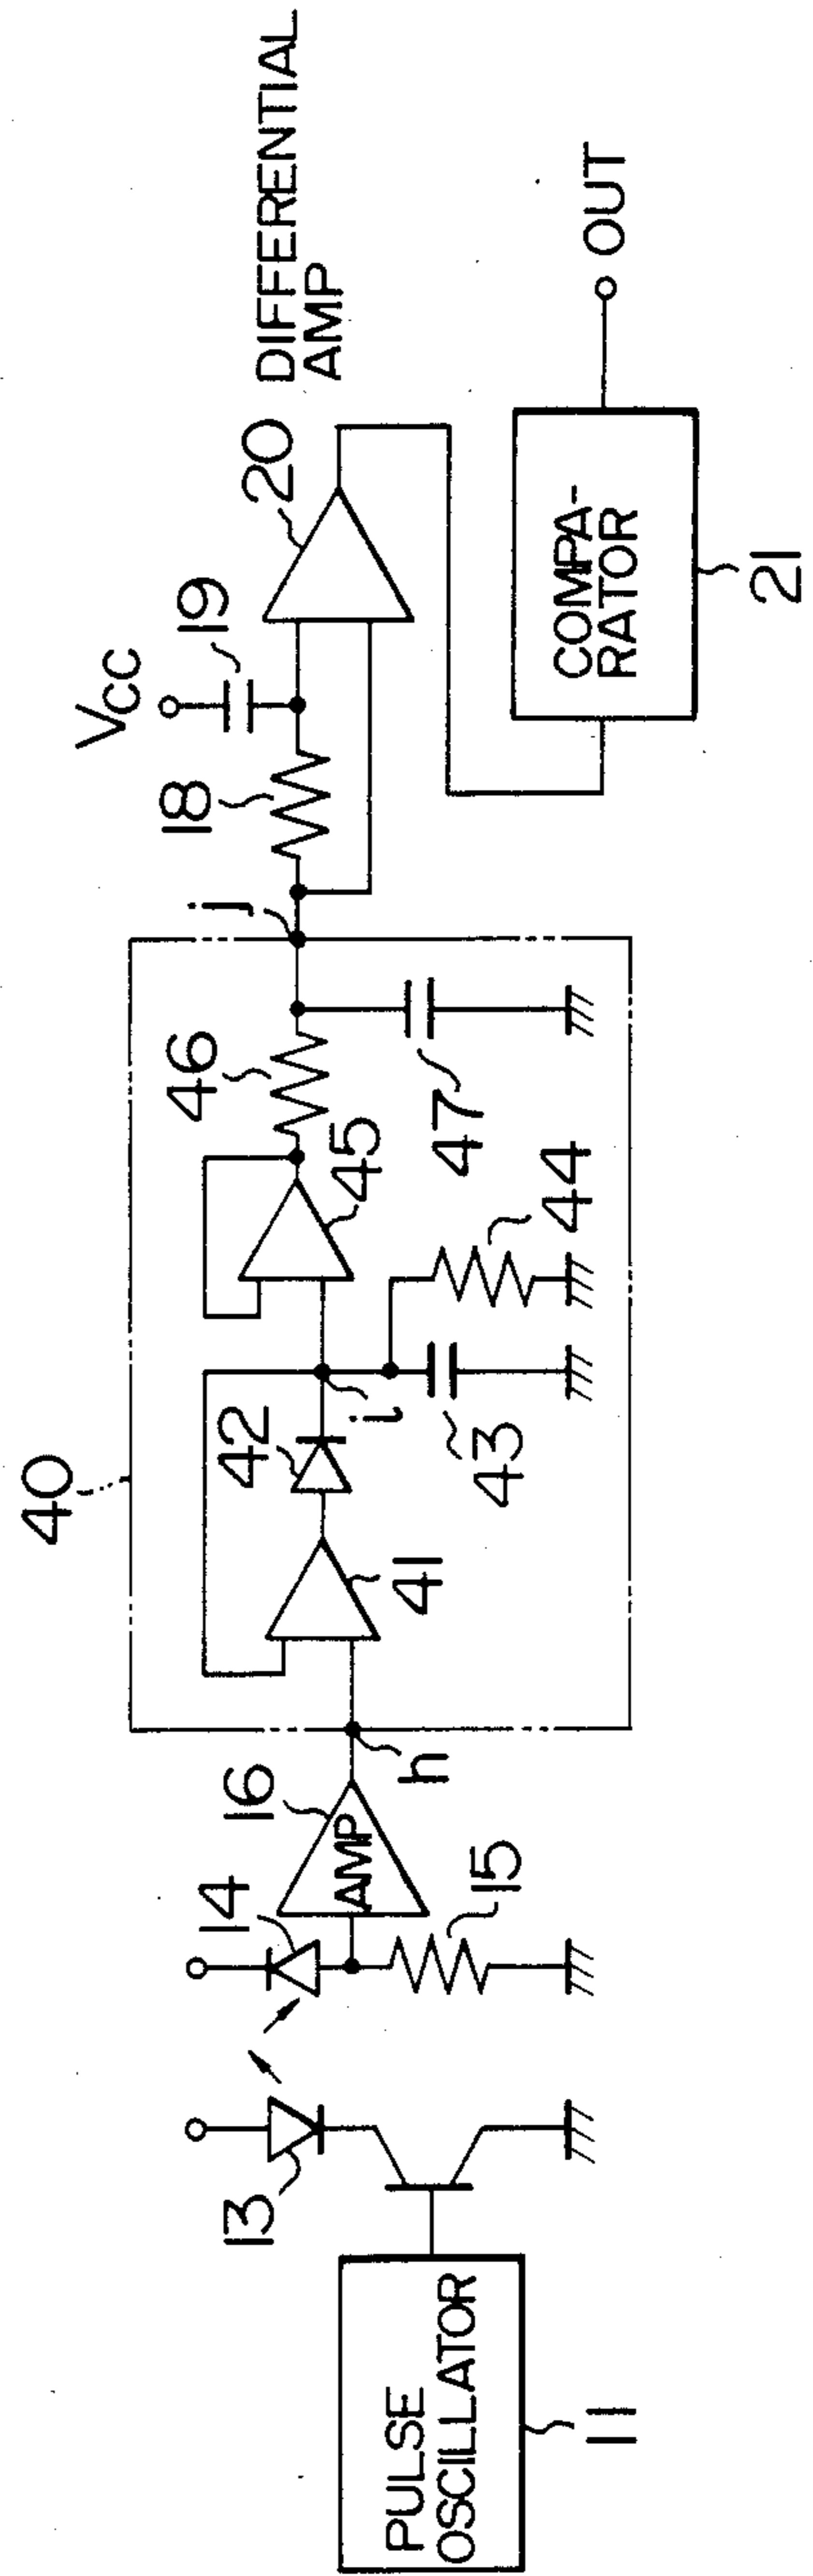 PULSE
OSCILLATOR
11
13
14
15
16
AMP
h
40
41
42
43
i
44
45
46
47
j
18
VCC
19
20
DIFFERENTIAL
AMP
COMPA-
RATOR
21
OUT